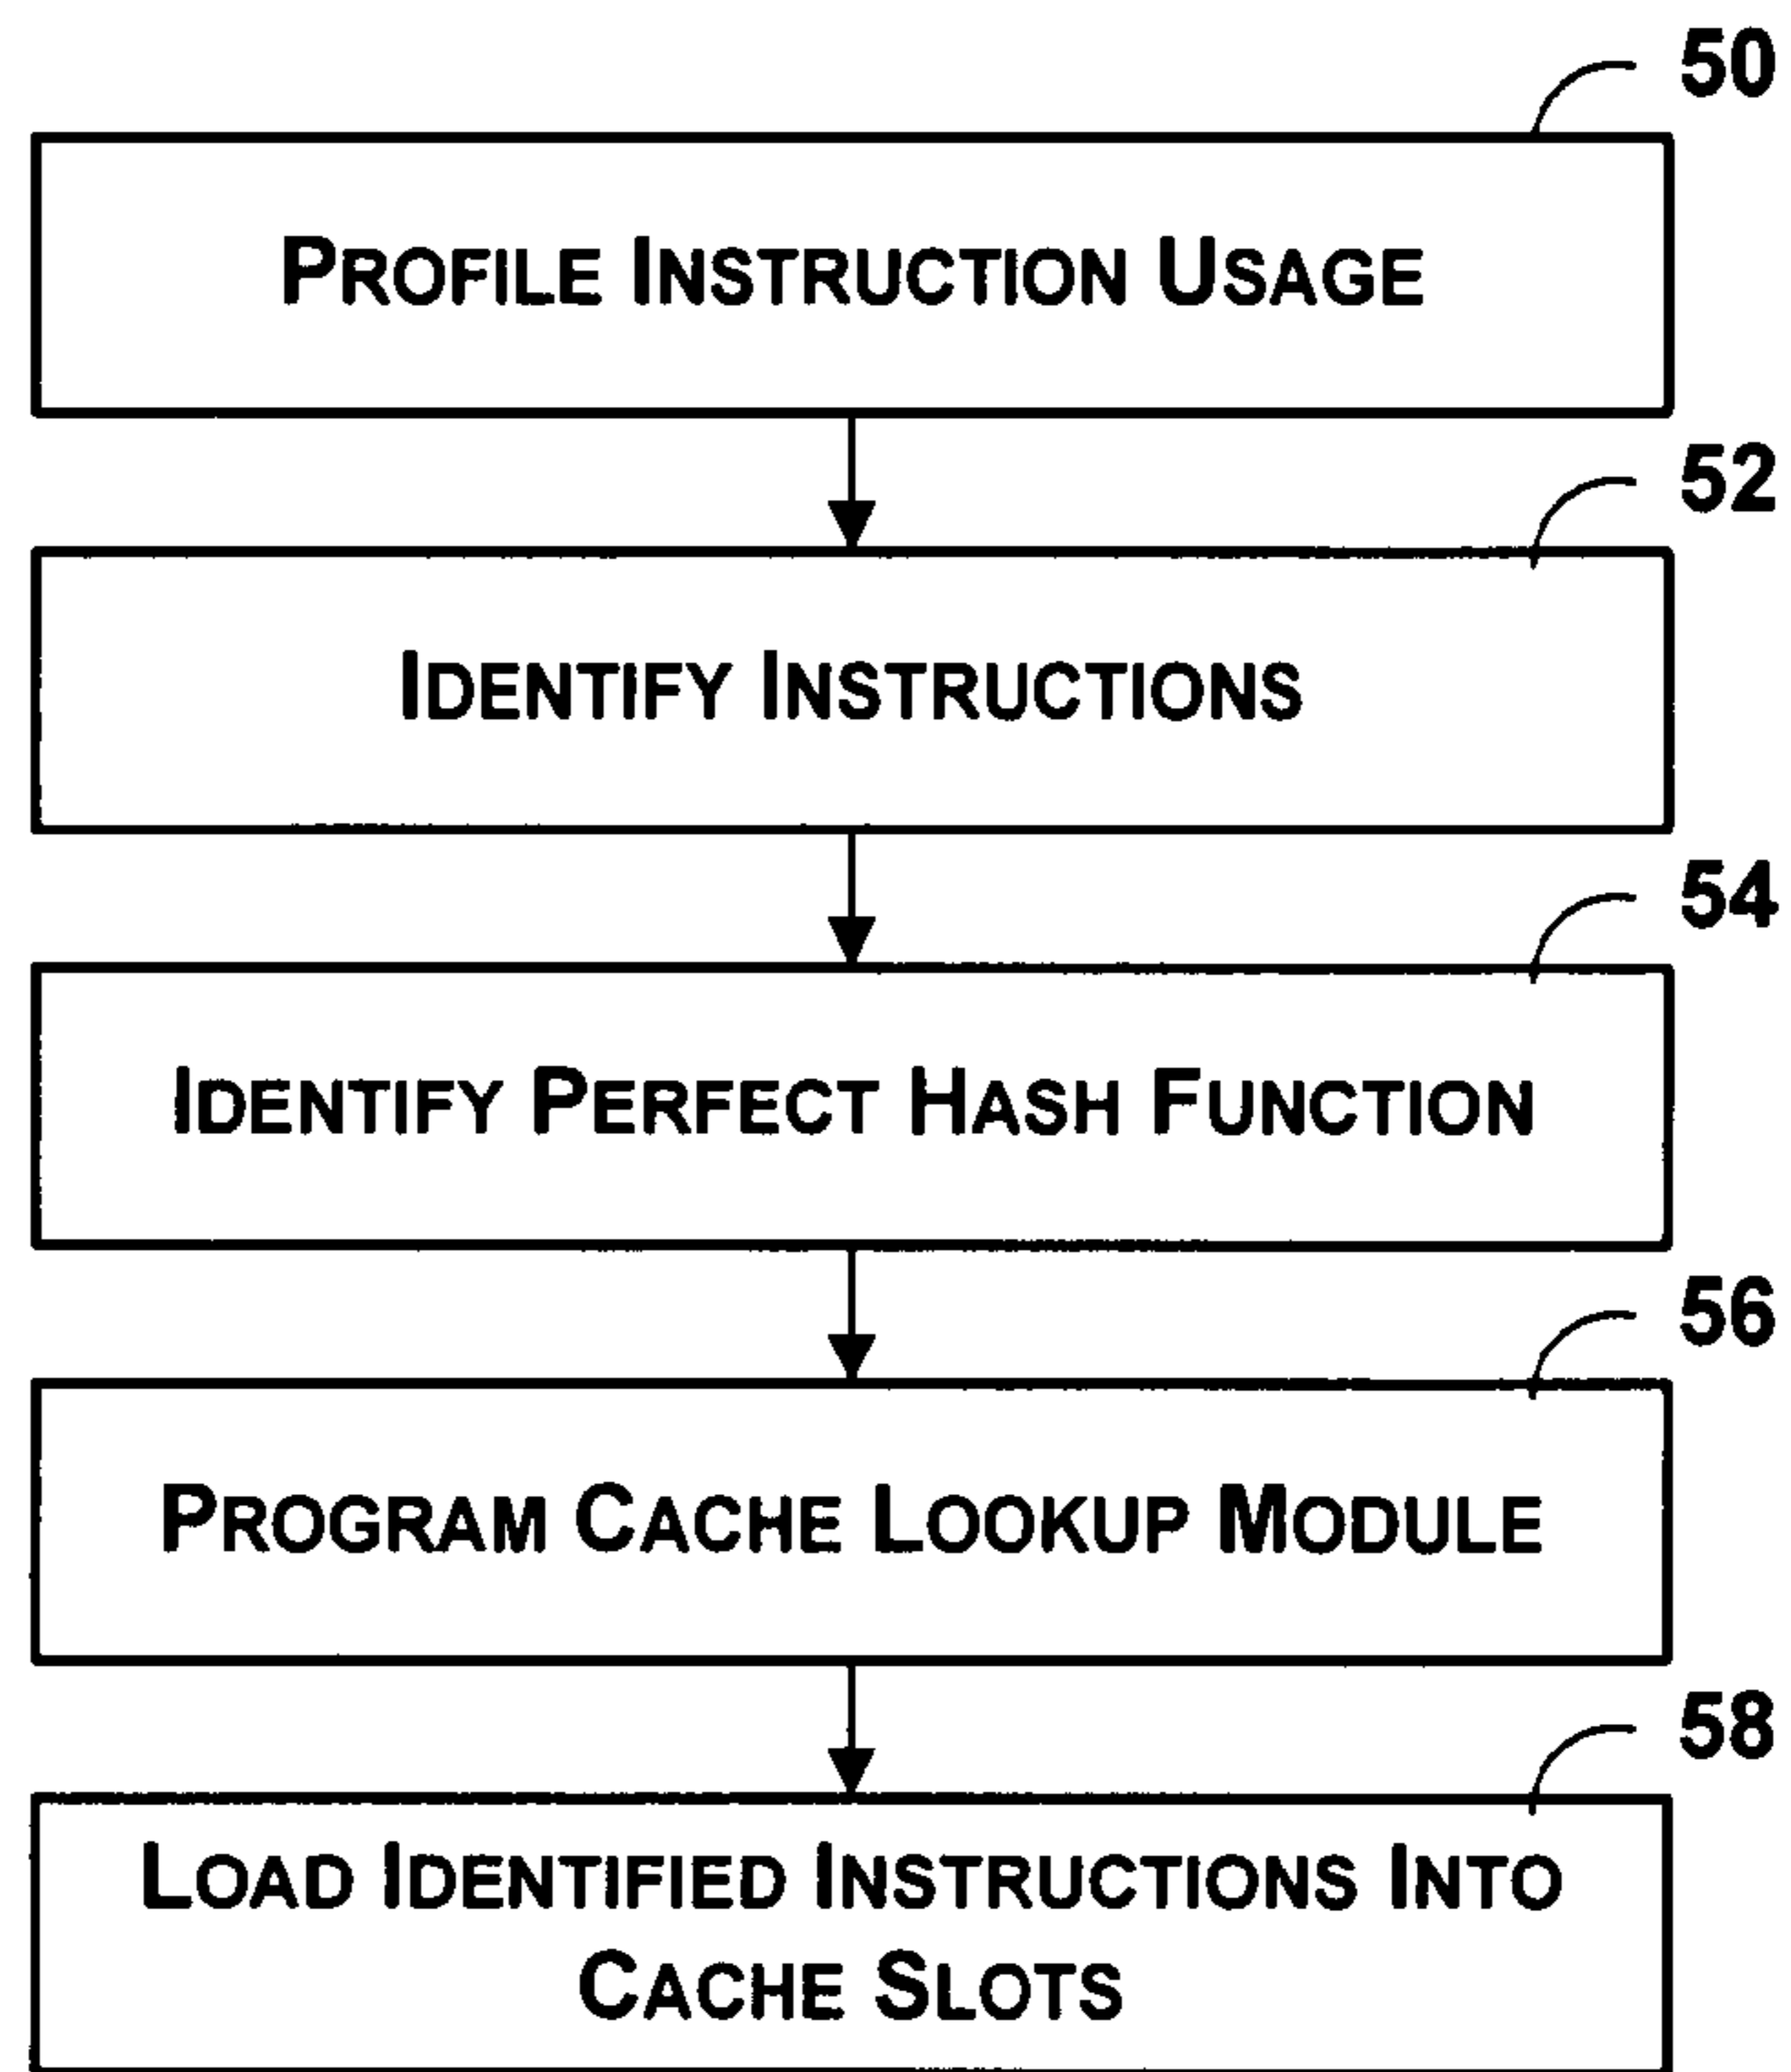 50
PROFILE INSTRUCTION USAGE
52
IDENTIFY INSTRUCTIONS
54
IDENTIFY PERFECT HASH FUNCTION
56
PROGRAM CACHE LOOKUP MODULE
58
LOAD IDENTIFIED INSTRUCTIONS INTO
CACHE SLOTS